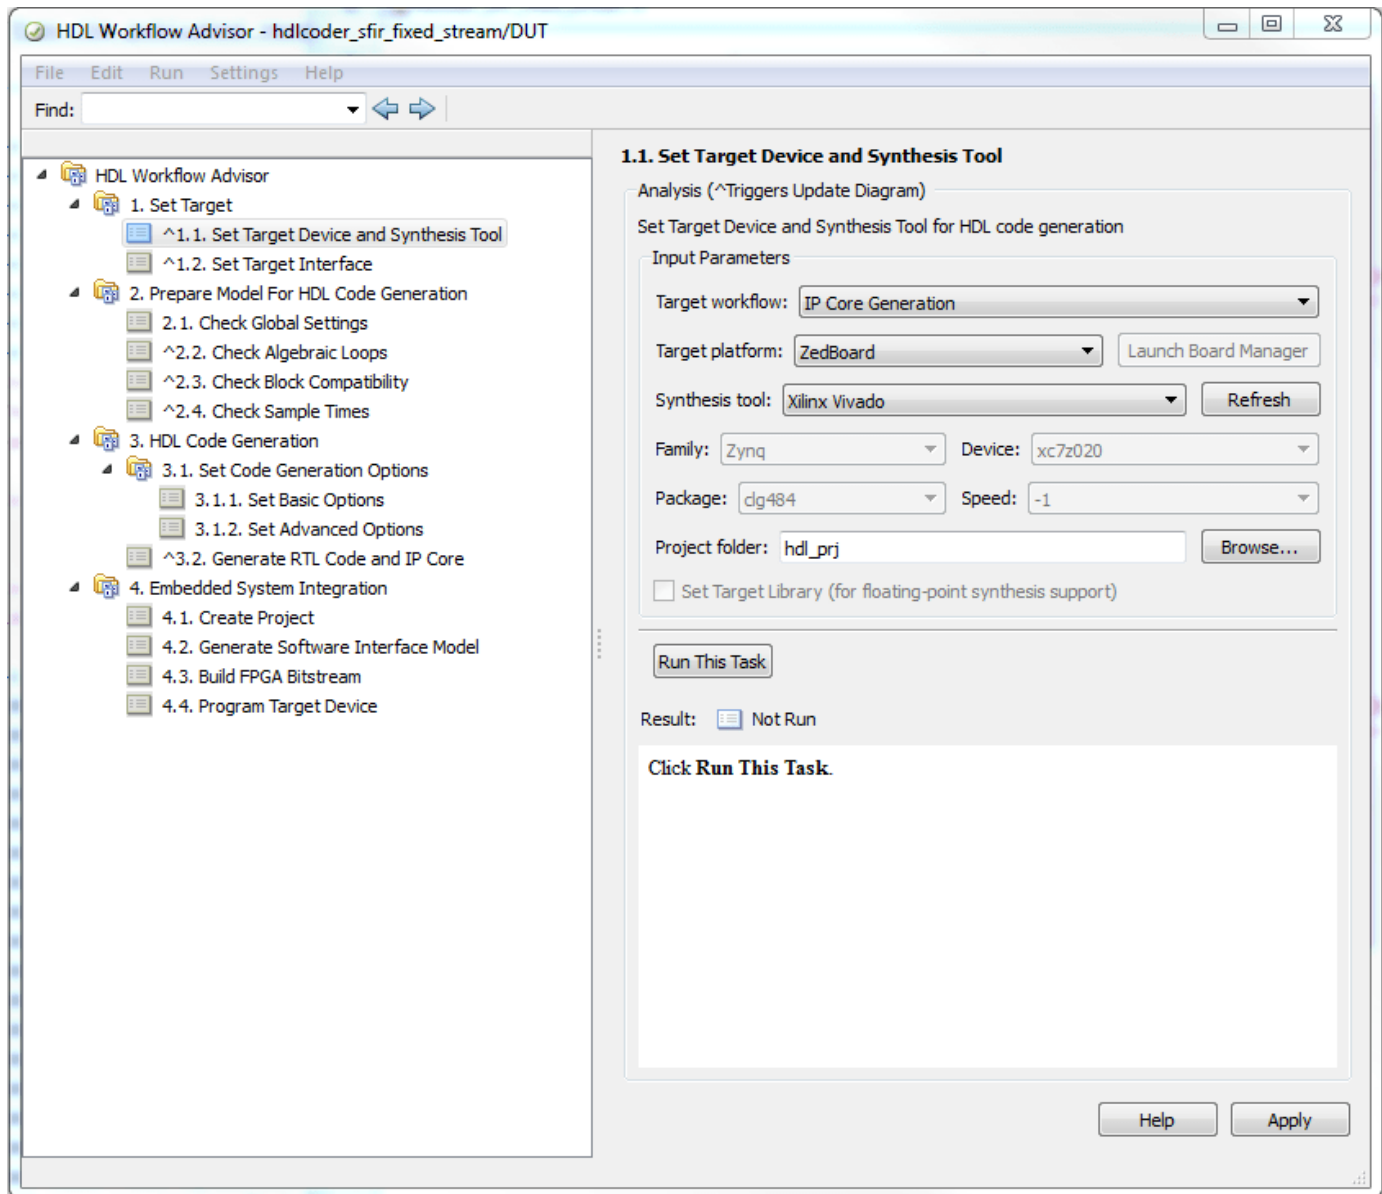 HDL Workflow Advisor - hdlcoder_sfir_fixed_stream/DUT
File Edit Run Settings Help
Find:
HDL Workflow Advisor
1. Set Target
^1.1. Set Target Device and Synthesis Tool
^1.2. Set Target Interface
2. Prepare Model For HDL Code Generation
2.1. Check Global Settings
^2.2. Check Algebraic Loops
^2.3. Check Block Compatibility
^2.4. Check Sample Times
3. HDL Code Generation
3.1. Set Code Generation Options
3.1.1. Set Basic Options
3.1.2. Set Advanced Options
^3.2. Generate RTL Code and IP Core
4. Embedded System Integration
4.1. Create Project
4.2. Generate Software Interface Model
4.3. Build FPGA Bitstream
4.4. Program Target Device
1.1. Set Target Device and Synthesis Tool
Analysis (^Triggers Update Diagram)
Set Target Device and Synthesis Tool for HDL code generation
Input Parameters
Target workflow: IP Core Generation
Target platform: ZedBoard Launch Board Manager
Synthesis tool: Xilinx Vivado Refresh
Family: Zynq Device: xc7z020
Package: clg484 Speed: -1
Project folder: hdl_prj Browse...
Set Target Library (for floating-point synthesis support)
Run This Task
Result: Not Run
Click Run This Task.
Help Apply